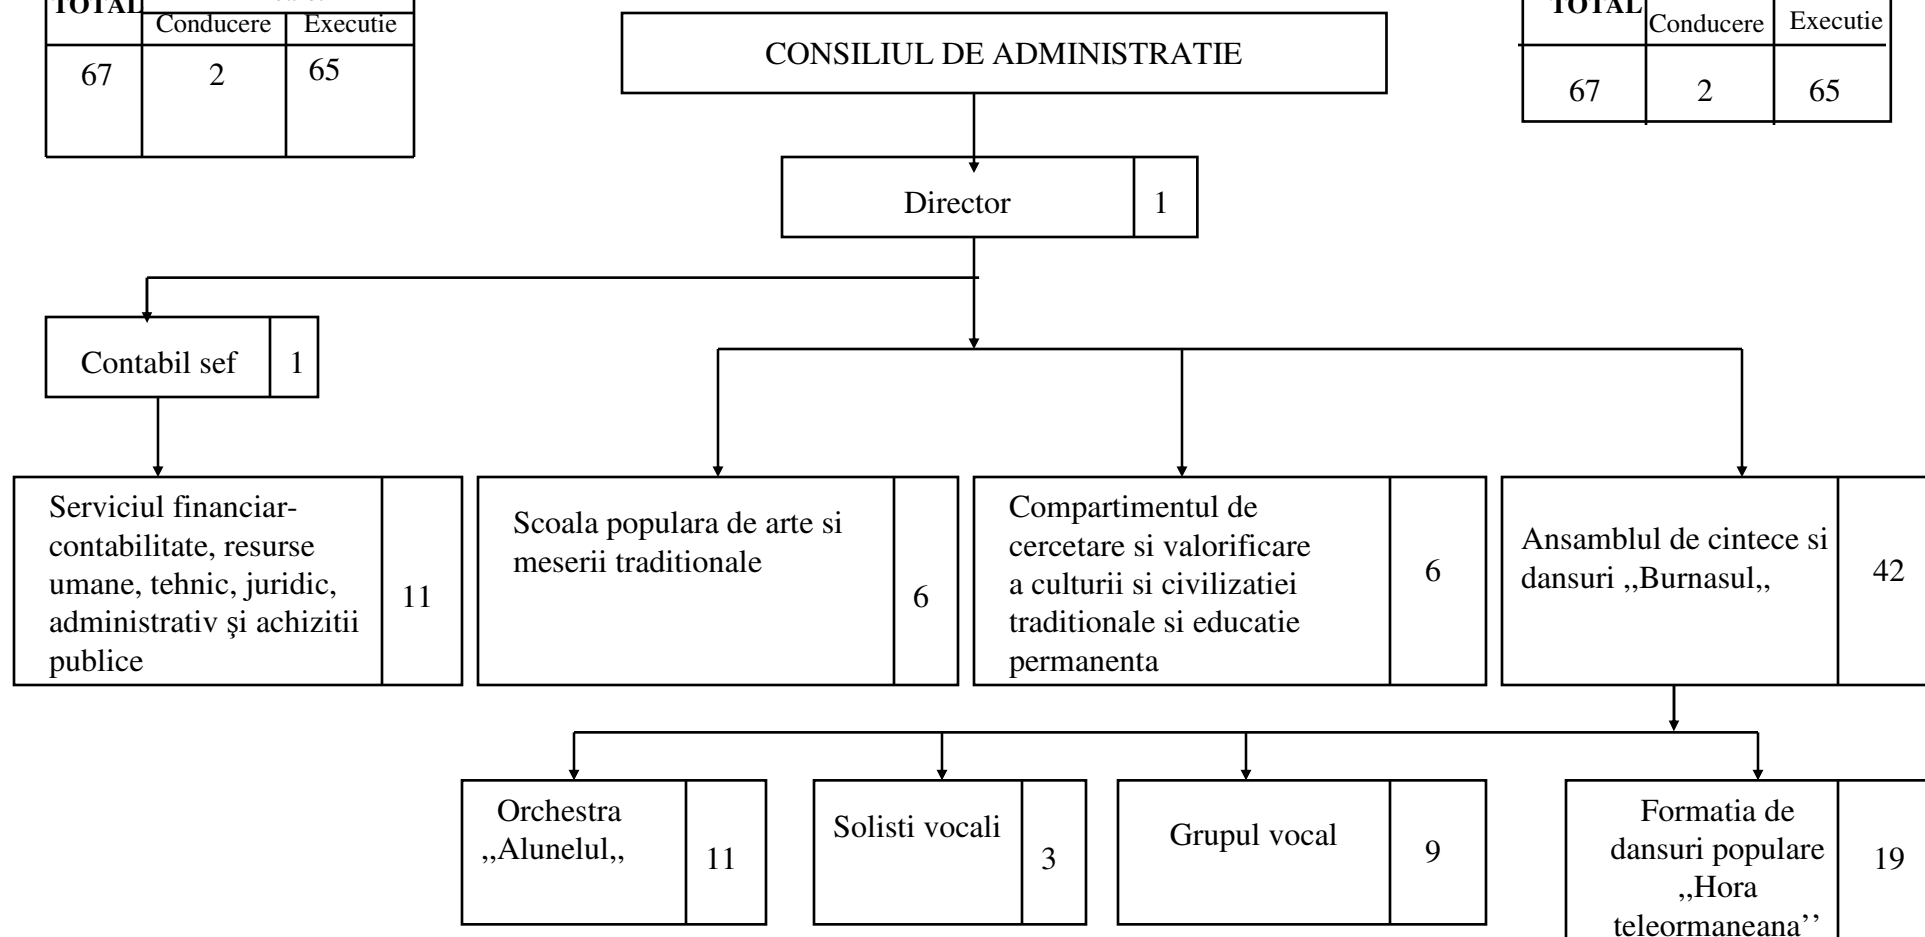 TOTAL
Conducere Executie
67 2 65
CONSILIUL DE ADMINISTRATIE
TOTAL
Conducere Executie
67 2 65
Director 1
Contabil sef 1
Serviciul financiar-
contabilitate, resurse
umane, tehnic, juridic,
administrativ şi achizitii
publice
11
Scoala populara de arte si
meserii traditionale
6
Compartimentul de
cercetare si valorificare
a culturii si civilizatiei
traditionale si educatie
permanenta
6
Ansamblul de cintece si
dansuri ,,Burnasul,,
42
Orchestra
,,Alunelul,,
11
Solisti vocali
3
Grupul vocal
9
Formatia de
dansuri populare
,,Hora
teleormaneana’’
19